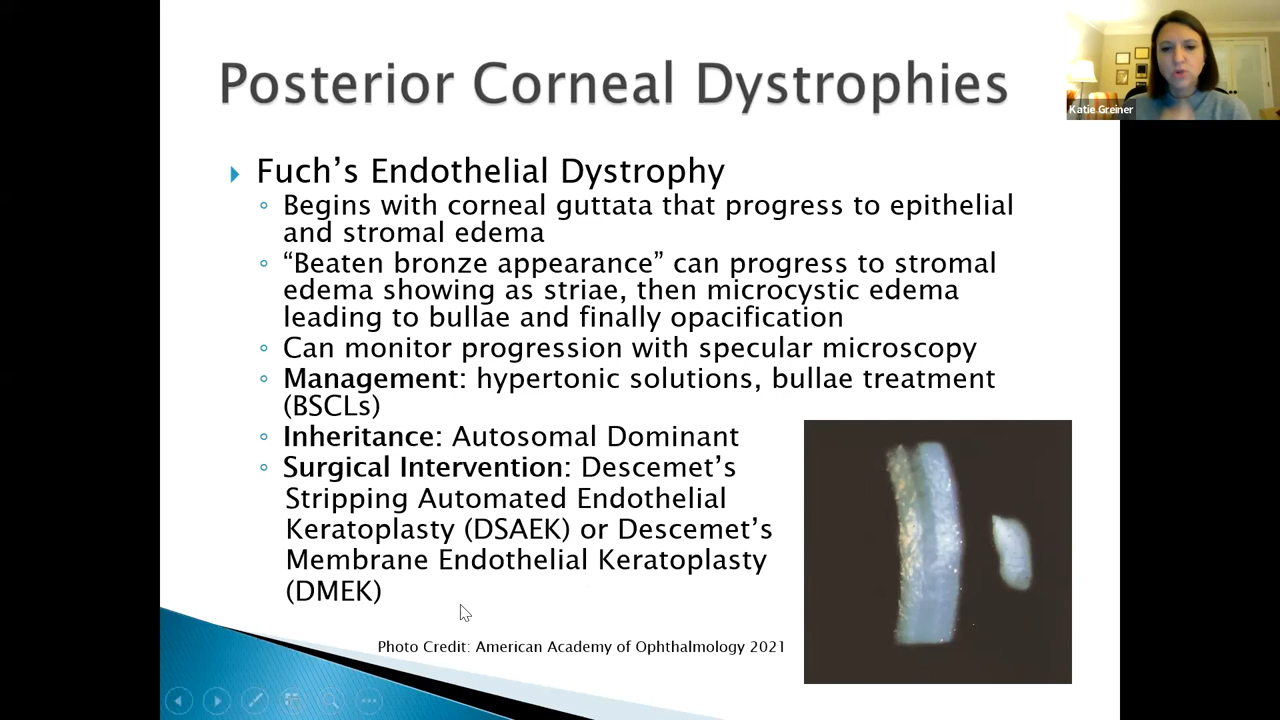 Posterior Corneal Dystrophies
Katie Greiner
Fuch’s Endothelial Dystrophy
Begins with corneal guttata that progress to epithelial
and stromal edema
“Beaten bronze appearance” can progress to stromal
edema showing as striae, then microcystic edema
leading to bullae and finally opacification
Can monitor progression with specular microscopy
Management: hypertonic solutions, bullae treatment
(BSCLs)
Inheritance: Autosomal Dominant
Surgical Intervention: Descemet’s
Stripping Automated Endothelial
Keratoplasty (DSAEK) or Descemet’s
Membrane Endothelial Keratoplasty
(DMEK)
Photo Credit: American Academy of Ophthalmology 2021